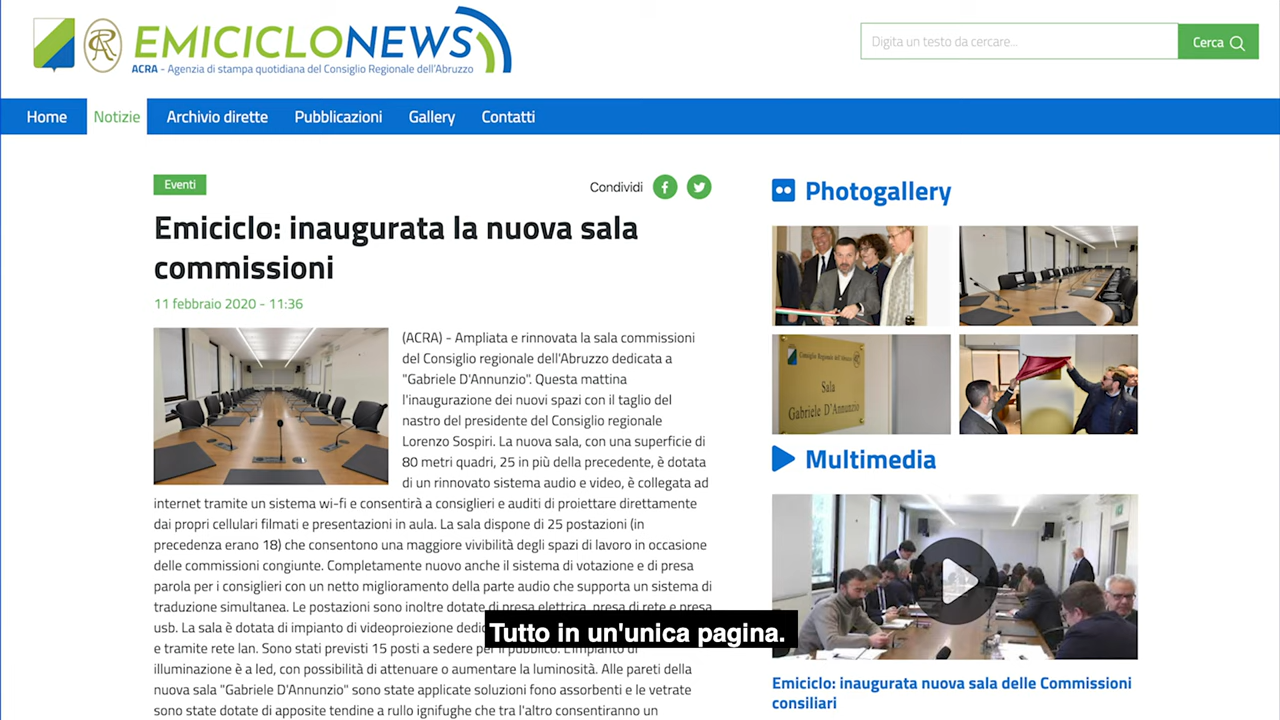 EMICICLONEWS
ACRA - Agenzia di stampa quotidiana del Consiglio Regionale dell'Abruzzo
Digita un testo da cercare...
Cerca
Home
Notizie
Archivio dirette
Pubblicazioni
Gallery
Contatti
Eventi
Condividi
Emiciclo: inaugurata la nuova sala
commissioni
11 febbraio 2020 - 11:36
(ACRA) - Ampliata e rinnovata la sala commissioni
del Consiglio regionale dell'Abruzzo dedicata a
"Gabriele D'Annunzio". Questa mattina
l'inaugurazione dei nuovi spazi con il taglio del
nastro del presidente del Consiglio regionale
Lorenzo Sospiri. La nuova sala, con una superficie di
80 metri quadri, 25 in più della precedente, è dotata
di un rinnovato sistema audio e video, è collegata ad
internet tramite un sistema wi-fi e consentirà a consiglieri e auditi di proiettare direttamente
dai propri cellulari filmati e presentazioni in aula. La sala dispone di 25 postazioni (in
precedenza erano 18) che consentono una maggiore vivibilità degli spazi di lavoro in occasione
delle commissioni congiunte. Completamente nuovo anche il sistema di votazione e di presa
parola per i consiglieri con un netto miglioramento della parte audio che supporta un sistema di
traduzione simultanea. Le postazioni sono inoltre dotate di presa elettrica, presa di rete e presa
usb. La sala è dotata di impianto di videoproiezione
e tramite rete lan. Sono stati previsti 15 posti a sedere per il pubblico. L'impianto di
illuminazione è a led, con possibilità di attenuare o aumentare la luminosità. Alle pareti della
nuova sala "Gabriele D'Annunzio" sono state applicate soluzioni fono assorbenti e le vetrate
sono state dotate di apposite tendine a rullo ignifughe che tra l'altro consentiranno un
Tutto in un'unica pagina.
Photogallery
Consiglio Regionale dell'Abruzzo
Sala
Gabriele D'Annunzio
Multimedia
Emiciclo: inaugurata nuova sala delle Commissioni
consiliari